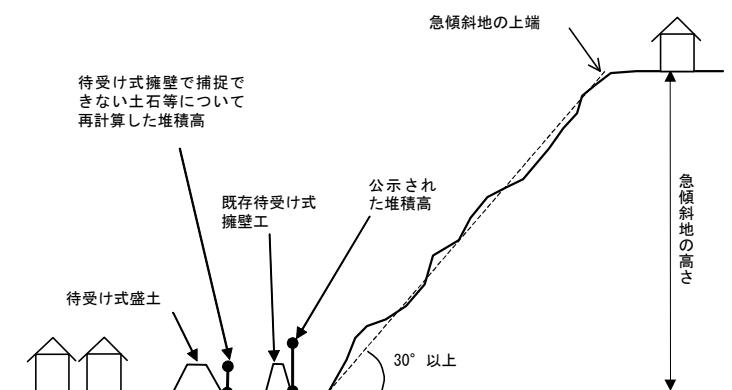 急傾斜地の上端
待受け式擁壁で捕捉で
きない土石等について
再計算した堆積高
公示され
た堆積高
既存待受け式
擁壁工
急傾斜地の高さ
待受け式盛土
30° 以上